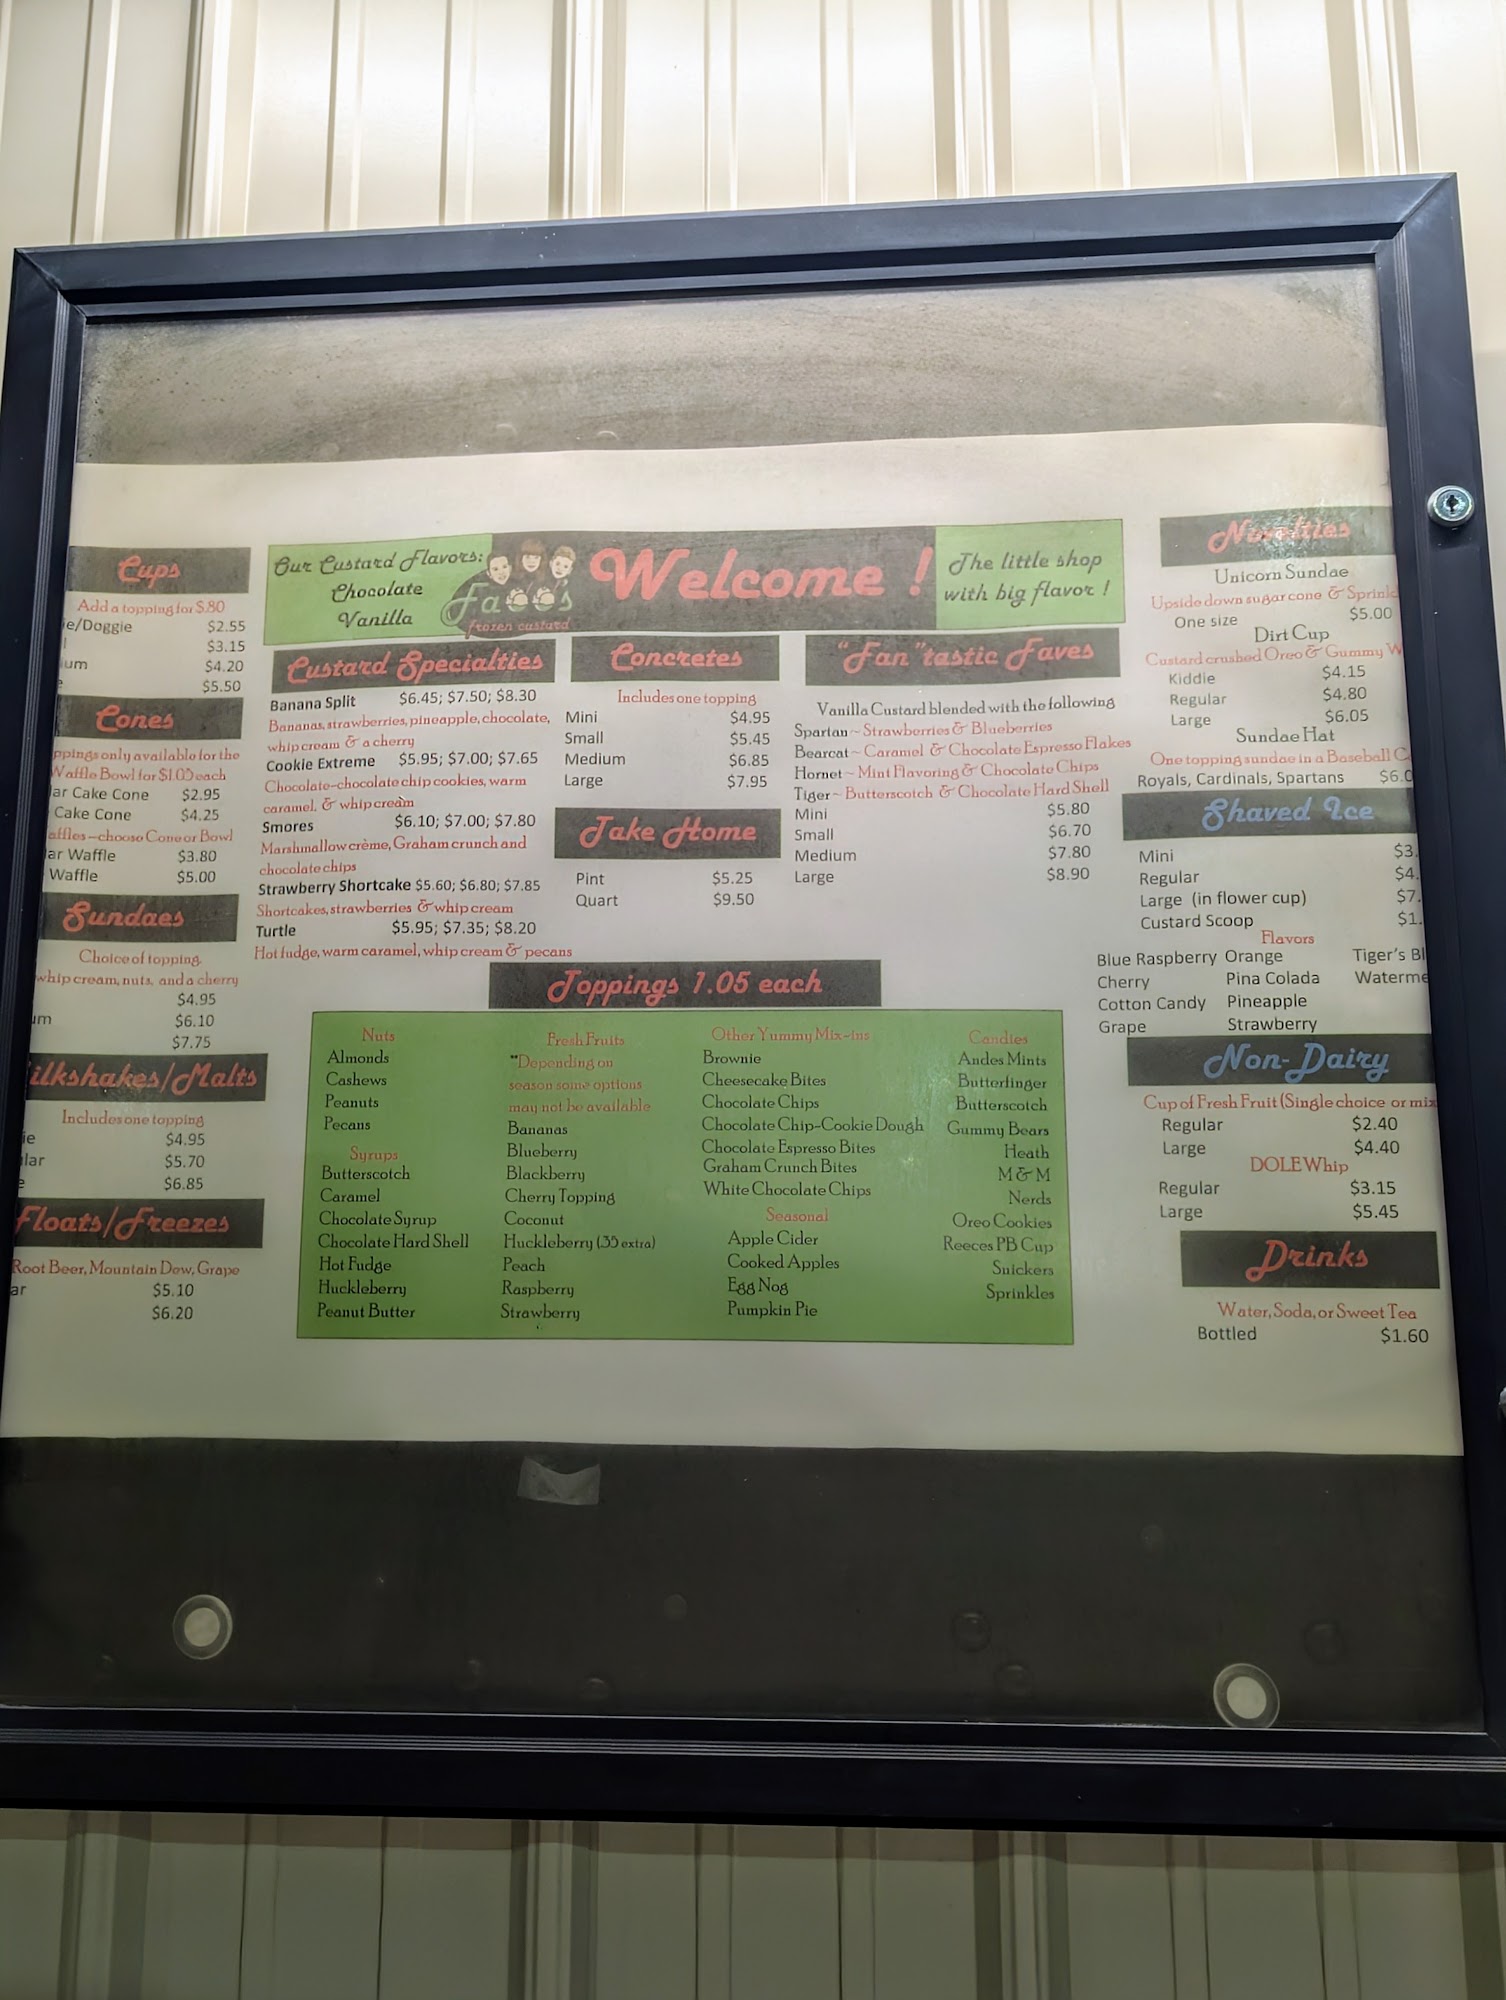 Our Custard Flavors:
Chocolate
Vanilla
frozen custard
Welcome !
The little shop
with big flavor !
Cups
Add a topping for $.80
e/Doggie $2.55
$3.15
um $4.20
$5.50
Cones
ppings only available for the
Waffle Bowl for $1.05 each
ar Cake Cone $2.95
Cake Cone $4.25
affles—choose Cone or Bowl
ar Waffle $3.80
Waffle $5.00
Sundaes
Choice of topping,
whip cream, nuts, and a cherry
$4.95
um $6.10
$7.75
ilkshakes/Malts
Includes one topping
ie $4.95
lar $5.70
e $6.85
Floats/Freezes
Root Beer, Mountain Dew, Grape
ar $5.10
$6.20
Custard Specialties
Banana Split $6.45; $7.50; $8.30
Bananas, strawberries, pineapple, chocolate,
whip cream & a cherry
Cookie Extreme $5.95; $7.00; $7.65
Chocolate-chocolate chip cookies, warm
caramel, & whip cream
Smores $6.10; $7.00; $7.80
Marshmallow crème, Graham crunch and
chocolate chips
Strawberry Shortcake $5.60; $6.80; $7.85
Shortcakes, strawberries & whip cream
Turtle $5.95; $7.35; $8.20
Hot fudge, warm caramel, whip cream & pecans
Concretes
Includes one topping
Mini $4.95
Small $5.45
Medium $6.85
Large $7.95
Take Home
Pint $5.25
Quart $9.50
"Fan"tastic Faves
Vanilla Custard blended with the following
Spartan~ Strawberries & Blueberries
Bearcat~ Caramel & Chocolate Espresso Flakes
Hornet~ Mint Flavoring & Chocolate Chips
Tiger~ Butterscotch & Chocolate Hard Shell
Mini $5.80
Small $6.70
Medium $7.80
Large $8.90
Toppings 1.05 each
Nuts
Almonds
Cashews
Peanuts
Pecans
Syrups
Butterscotch
Caramel
Chocolate Syrup
Chocolate Hard Shell
Hot Fudge
Huckleberry
Peanut Butter
Fresh Fruits
**Depending on
season some options
may not be available
Bananas
Blueberry
Blackberry
Cherry Topping
Coconut
Huckleberry (.35 extra)
Peach
Raspberry
Strawberry
Other Yummy Mix-ins
Brownie
Cheesecake Bites
Chocolate Chips
Chocolate Chip-Cookie Dough
Chocolate Espresso Bites
Graham Crunch Bites
White Chocolate Chips
Seasonal
Apple Cider
Cooked Apples
Egg Nog
Pumpkin Pie
Candies
Andes Mints
Butterfinger
Butterscotch
Gummy Bears
Heath
M & M
Nerds
Oreo Cookies
Reeces PB Cup
Snickers
Sprinkles
Novelties
Unicorn Sundae
Upside down sugar cone & Sprinkl
One size $5.00
Dirt Cup
Custard crushed Oreo & Gummy W
Kiddie $4.15
Regular $4.80
Large $6.05
Sundae Hat
One topping sundae in a Baseball C
Royals, Cardinals, Spartans $6.0
Shaved Ice
Mini $3.
Regular $4.
Large (in flower cup) $7.
Custard Scoop $1.
Flavors
Blue Raspberry Orange Tiger's Bl
Cherry Pina Colada Waterme
Cotton Candy Pineapple
Grape Strawberry
Non-Dairy
Cup of Fresh Fruit (Single choice or mix
Regular $2.40
Large $4.40
DOLE Whip
Regular $3.15
Large $5.45
Drinks
Water, Soda, or Sweet Tea
Bottled $1.60